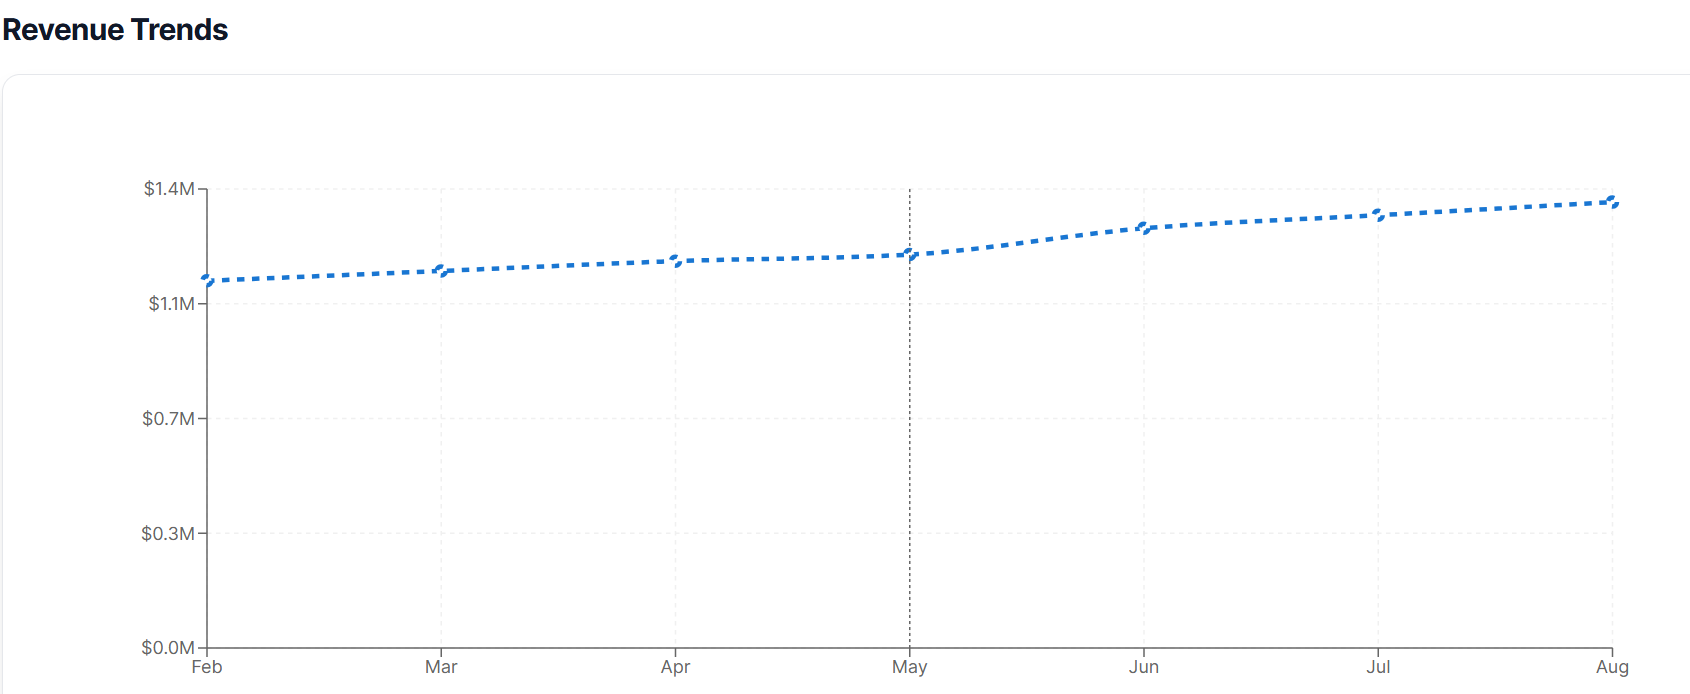 Revenue Trends
$1.4M
$1.1M
$0.7M
$0.3M
$0.0M
Feb Mar Apr May Jun Jul Aug